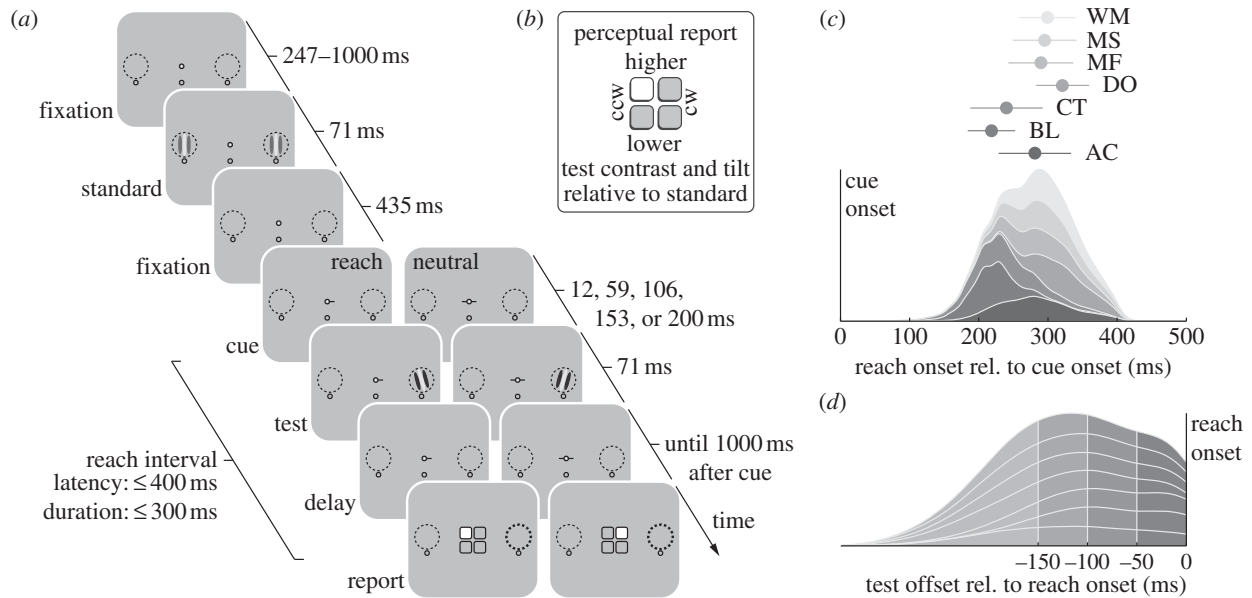 (a)
247–1000 ms
fixation
71 ms
standard
435 ms
fixation
reach
neutral
12, 59, 106,
153, or 200 ms
cue
71 ms
test
until 1000 ms
after cue
delay
reach interval
latency: ≤ 400 ms
duration: ≤ 300 ms
time
report
(b)
perceptual report
higher
ccw
cw
lower
test contrast and tilt
relative to standard
(c)
WM
MS
MF
DO
CT
BL
AC
cue
onset
0 100 200 300 400 500
reach onset rel. to cue onset (ms)
(d)
reach
onset
–150 –100 –50 0
test offset rel. to reach onset (ms)